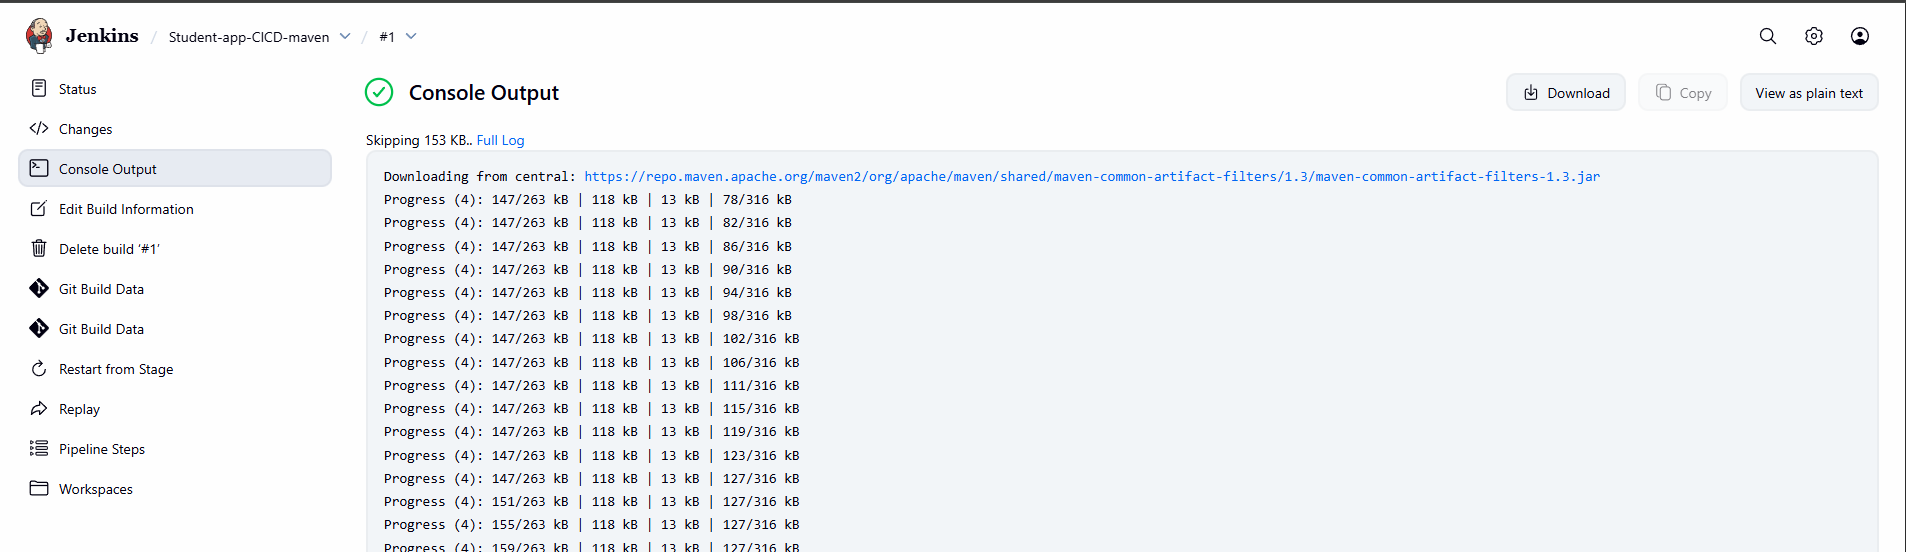 Jenkins / Student-app-CICD-maven / #1
Status
Changes
Console Output
Edit Build Information
Delete build ‘#1’
Git Build Data
Git Build Data
Restart from Stage
Replay
Pipeline Steps
Workspaces
Console Output
Download
Copy
View as plain text
Skipping 153 KB.. Full Log
Downloading from central: https://repo.maven.apache.org/maven2/org/apache/maven/shared/maven-common-artifact-filters/1.3/maven-common-artifact-filters-1.3.jar
Progress (4): 147/263 kB | 118 kB | 13 kB | 78/316 kB
Progress (4): 147/263 kB | 118 kB | 13 kB | 82/316 kB
Progress (4): 147/263 kB | 118 kB | 13 kB | 86/316 kB
Progress (4): 147/263 kB | 118 kB | 13 kB | 90/316 kB
Progress (4): 147/263 kB | 118 kB | 13 kB | 94/316 kB
Progress (4): 147/263 kB | 118 kB | 13 kB | 98/316 kB
Progress (4): 147/263 kB | 118 kB | 13 kB | 102/316 kB
Progress (4): 147/263 kB | 118 kB | 13 kB | 106/316 kB
Progress (4): 147/263 kB | 118 kB | 13 kB | 111/316 kB
Progress (4): 147/263 kB | 118 kB | 13 kB | 115/316 kB
Progress (4): 147/263 kB | 118 kB | 13 kB | 119/316 kB
Progress (4): 147/263 kB | 118 kB | 13 kB | 123/316 kB
Progress (4): 147/263 kB | 118 kB | 13 kB | 127/316 kB
Progress (4): 151/263 kB | 118 kB | 13 kB | 127/316 kB
Progress (4): 155/263 kB | 118 kB | 13 kB | 127/316 kB
Progress (4): 159/263 kB | 118 kB | 13 kB | 127/316 kB